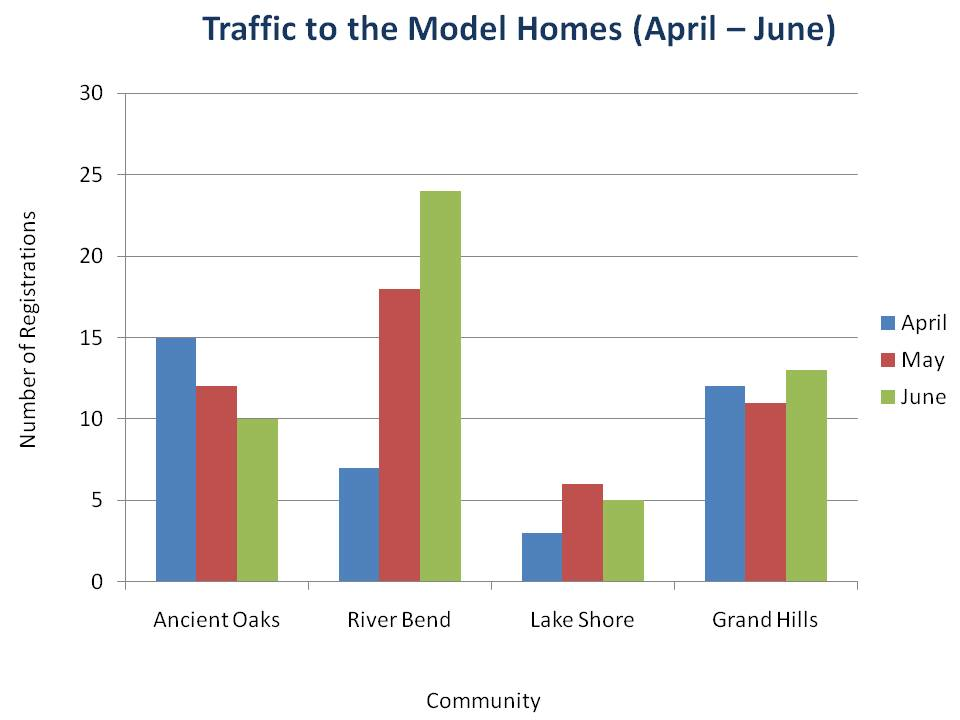 Traffic to the Model Homes (April – June)
30
25
20
15
10
5
0
Number of Registrations
Ancient Oaks
River Bend
Lake Shore
Grand Hills
Community
April
May
June